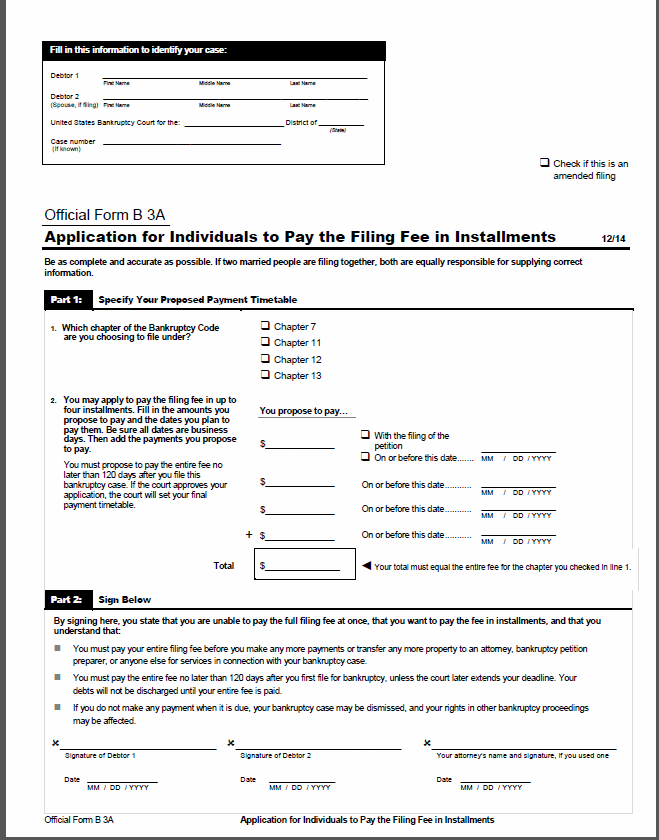 Fill in this information to identify your case:
Debtor 1
First Name Middle Name Last Name
Debtor 2
(Spouse, if filing) First Name Middle Name Last Name
United States Bankruptcy Court for the: District of
(State)
Case number
(If known)
❑ Check if this is an
amended filing
Official Form B 3A
Application for Individuals to Pay the Filing Fee in Installments 12/14
Be as complete and accurate as possible. If two married people are filing together, both are equally responsible for supplying correct
information.
Part 1: Specify Your Proposed Payment Timetable
1. Which chapter of the Bankruptcy Code
are you choosing to file under?
❑ Chapter 7
❑ Chapter 11
❑ Chapter 12
❑ Chapter 13
2. You may apply to pay the filing fee in up to
four installments. Fill in the amounts you
propose to pay and the dates you plan to
pay them. Be sure all dates are business
days. Then add the payments you propose
to pay.
You must propose to pay the entire fee no
later than 120 days after you file this
bankruptcy case. If the court approves your
application, the court will set your final
payment timetable.
You propose to pay...
$______________
❑ With the filing of the
petition
❑ On or before this date....... MM / DD / YYYY
$______________ On or before this date........... MM / DD / YYYY
$______________ On or before this date........... MM / DD / YYYY
+ $______________ On or before this date........... MM / DD / YYYY
Total $_______________ ◄ Your total must equal the entire fee for the chapter you checked in line 1.
Part 2: Sign Below
By signing here, you state that you are unable to pay the full filing fee at once, that you want to pay the fee in installments, and that you
understand that:
■ You must pay your entire filing fee before you make any more payments or transfer any more property to an attorney, bankruptcy petition
preparer, or anyone else for services in connection with your bankruptcy case.
■ You must pay the entire fee no later than 120 days after you first file for bankruptcy, unless the court later extends your deadline. Your
debts will not be discharged until your entire fee is paid.
■ If you do not make any payment when it is due, your bankruptcy case may be dismissed, and your rights in other bankruptcy proceedings
may be affected.
✘ ✘ ✘
Signature of Debtor 1 Signature of Debtor 2 Your attorney's name and signature, if you used one
Date Date Date
MM / DD / YYYY MM / DD / YYYY MM / DD / YYYY
Official Form B 3A Application for Individuals to Pay the Filing Fee in Installments